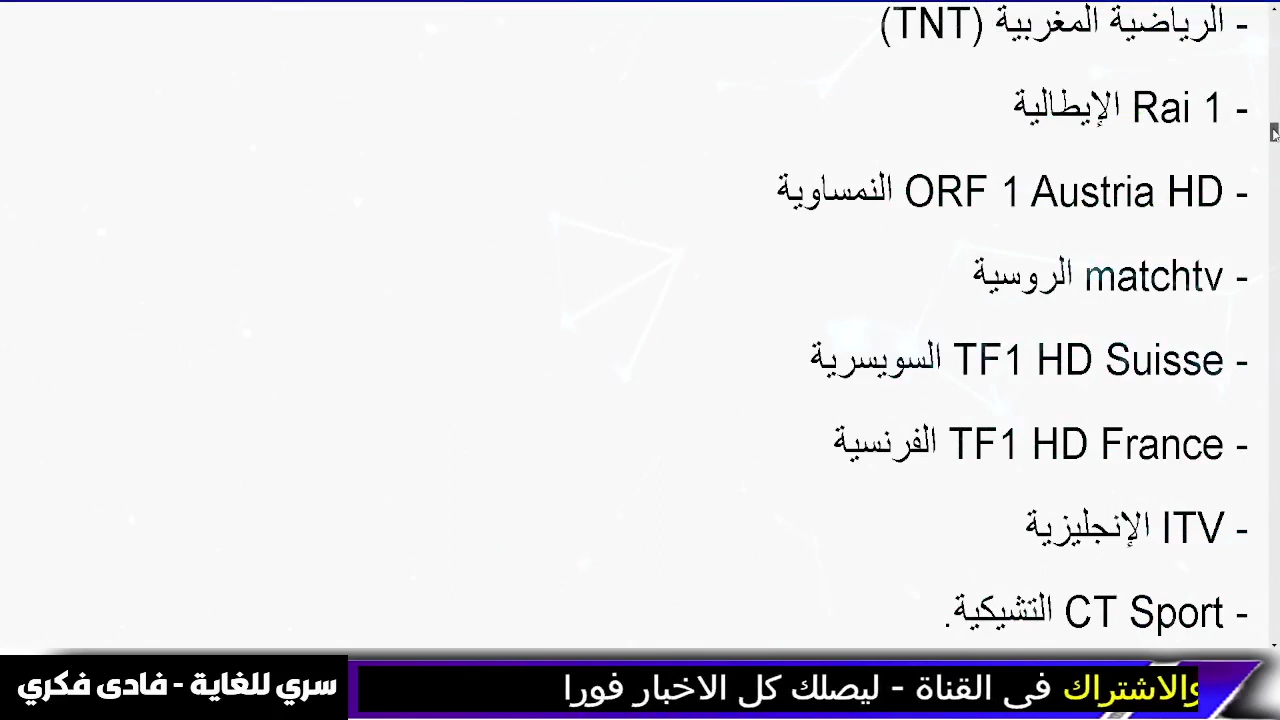 - الرياضية المغربية (TNT)
- Rai 1 الإيطالية
- ORF 1 Austria HD النمساوية
- matchtv الروسية
- TF1 HD Suisse السويسرية
- TF1 HD France الفرنسية
- ITV الإنجليزية
- CT Sport التشيكية.
والاشتراك فى القناة - ليصلك كل الاخبار فورا
سري للغاية - فادى فكري